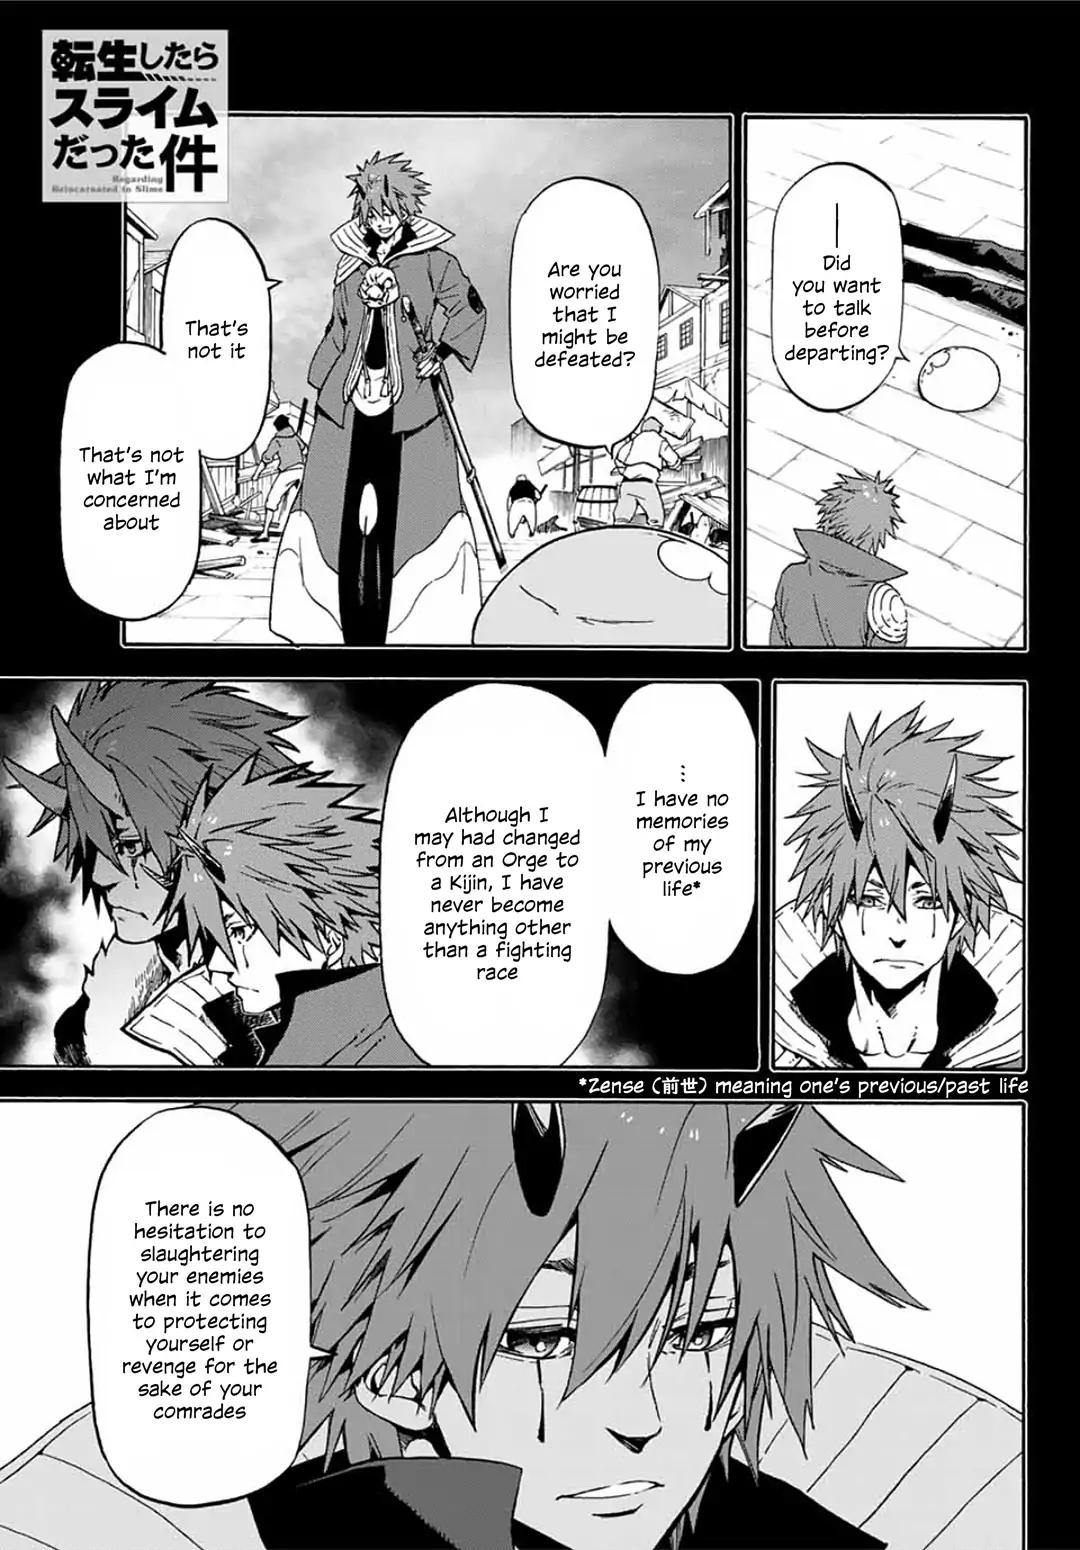 転生したら
スライム
だった件
Regarding
Reincarnated to Slime
—
Did
you want
to talk
before
departing?
Are you
worried
that I
might be
defeated?
That's
not it
That's not
what I'm
concerned
about
...
I have no
memories
of my
previous
life*
Although I
may had changed
from an Orge to
a Kijin, I have
never become
anything other
than a fighting
race
*Zense (前世) meaning one's previous/past life
There is no
hesitation to
slaughtering
your enemies
when it comes
to protecting
yourself or
revenge for the
sake of your
comrades